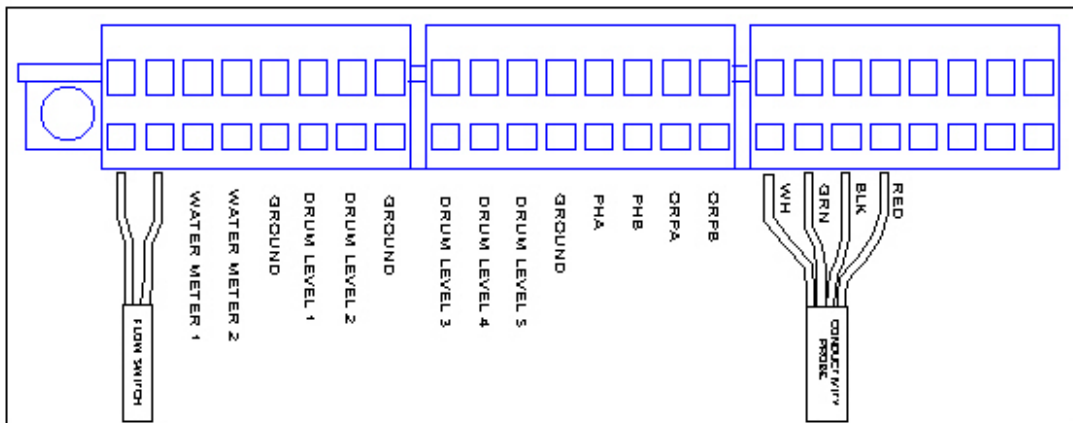 FLOW SWITCH
WATER METER 1
WATER METER 2
GROUND
DRUM LEVEL 1
DRUM LEVEL 2
GROUND
DRUM LEVEL 3
DRUM LEVEL 4
DRUM LEVEL 5
GROUND
PHA
PHB
ORPA
ORPB
WH
GRN
BLK
RED
CONDUCTIVITY
PROBE